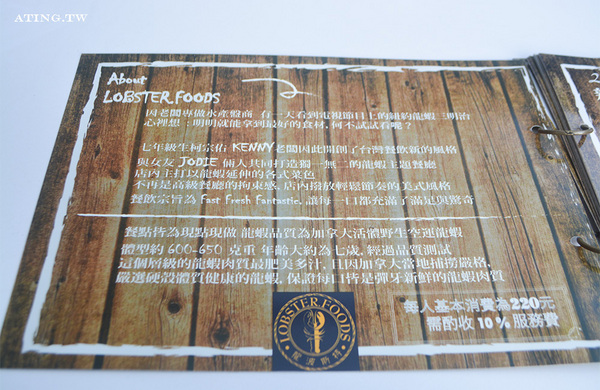 ATING.TW
About
LOBSTER FOODS
因老闆專做水產盤商 有一天看到電視節目上的紐約龍蝦三明治
心裡想：明明就能拿到最好的食材，何不試試看呢？
七年級生柯宗佑 KENNY老闆因此開創了台灣餐飲新的風格
與女友 JODIE 倆人共同打造獨一無二的龍蝦主題餐廳
店內主打以龍蝦延伸的各式菜色
不再是高級餐廳的拘束感，店內撥放輕鬆節奏的美式風格
餐飲宗旨為 Fast Fresh Fantastic，讓每一口都充滿了滿足與驚奇
餐點皆為現點現做 龍蝦品質為加拿大活體野生空運龍蝦
體型約 600-650 克重 年齡大約為七歲，經過品質測試
這個層級的龍蝦肉質最肥美多汁，且因加拿大當地捕撈嚴格，
嚴選硬殼體質健康的龍蝦，保證每口皆是彈牙新鮮的龍蝦肉質
每人基本消費為220元
需酌收 10% 服務費
LOBSTER FOODS